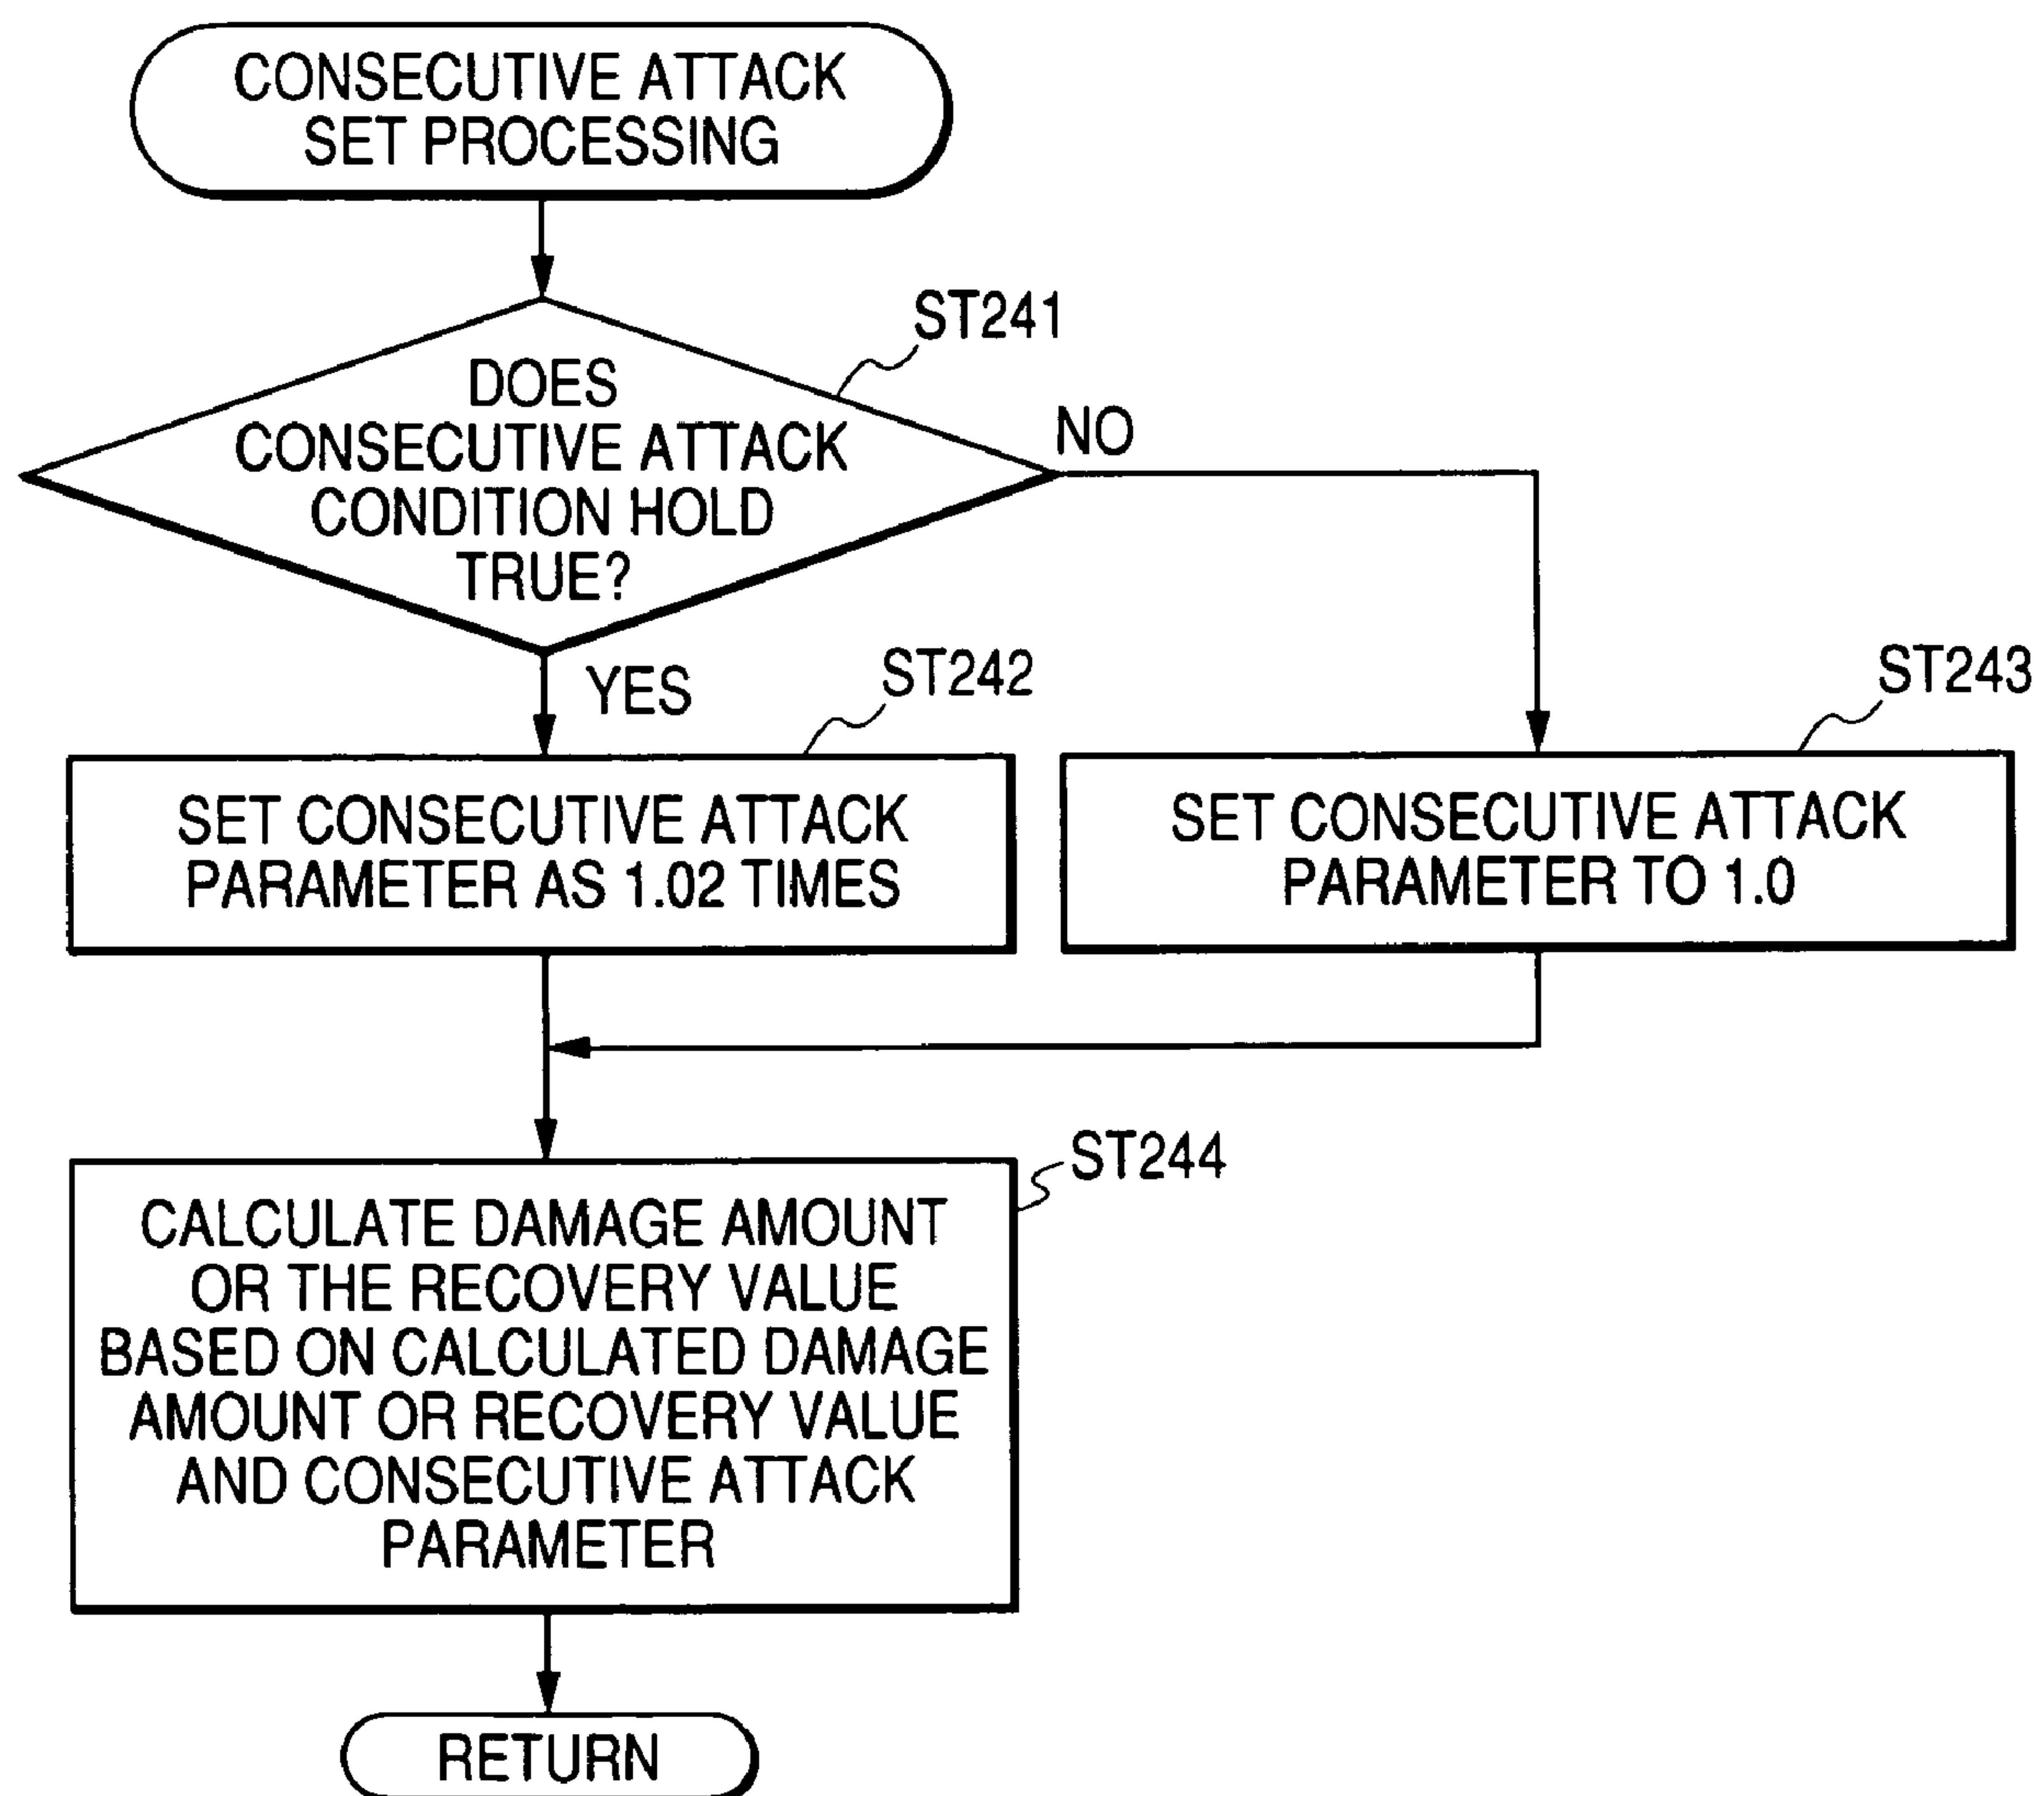 CONSECUTIVE ATTACK
SET PROCESSING
ST241
DOES
CONSECUTIVE ATTACK
CONDITION HOLD
TRUE?
NO
YES
ST242
ST243
SET CONSECUTIVE ATTACK
PARAMETER AS 1.02 TIMES
SET CONSECUTIVE ATTACK
PARAMETER TO 1.0
ST244
CALCULATE DAMAGE AMOUNT
OR THE RECOVERY VALUE
BASED ON CALCULATED DAMAGE
AMOUNT OR RECOVERY VALUE
AND CONSECUTIVE ATTACK
PARAMETER
RETURN